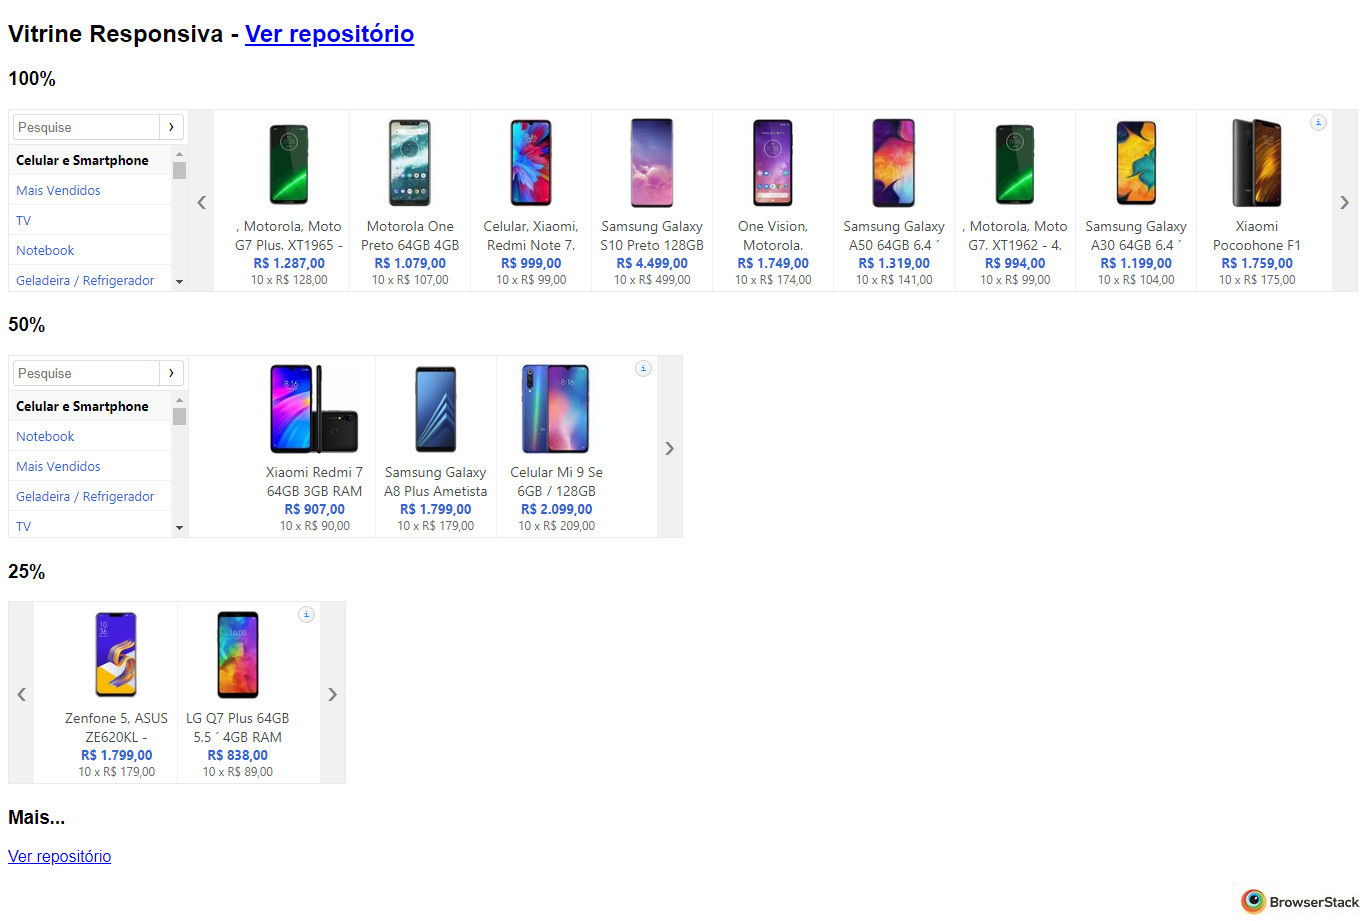 Vitrine Responsiva - Ver repositório
100%
Pesquise
Celular e Smartphone
Mais Vendidos
TV
Notebook
Geladeira / Refrigerador
, Motorola, Moto
G7 Plus. XT1965 -
R$ 1.287,00
10 x R$ 128,00
Motorola One
Preto 64GB 4GB
R$ 1.079,00
10 x R$ 107,00
Celular, Xiaomi,
Redmi Note 7.
R$ 999,00
10 x R$ 99,00
Samsung Galaxy
S10 Preto 128GB
R$ 4.499,00
10 x R$ 499,00
One Vision,
Motorola.
R$ 1.749,00
10 x R$ 174,00
Samsung Galaxy
A50 64GB 6.4 ´
R$ 1.319,00
10 x R$ 141,00
, Motorola, Moto
G7. XT1962 - 4.
R$ 994,00
10 x R$ 99,00
Samsung Galaxy
A30 64GB 6.4 ´
R$ 1.199,00
10 x R$ 104,00
Xiaomi
Pocophone F1
R$ 1.759,00
10 x R$ 175,00
i
50%
Pesquise
Celular e Smartphone
Notebook
Mais Vendidos
Geladeira / Refrigerador
TV
8:16
Xiaomi Redmi 7
64GB 3GB RAM
R$ 907,00
10 x R$ 90,00
Samsung Galaxy
A8 Plus Ametista
R$ 1.799,00
10 x R$ 179,00
8:16
Celular Mi 9 Se
6GB / 128GB
R$ 2.099,00
10 x R$ 209,00
i
25%
10
36
Zenfone 5, ASUS
ZE620KL -
R$ 1.799,00
10 x R$ 179,00
10:00
LG Q7 Plus 64GB
5.5 ´ 4GB RAM
R$ 838,00
10 x R$ 89,00
i
Mais...
Ver repositório
BrowserStack